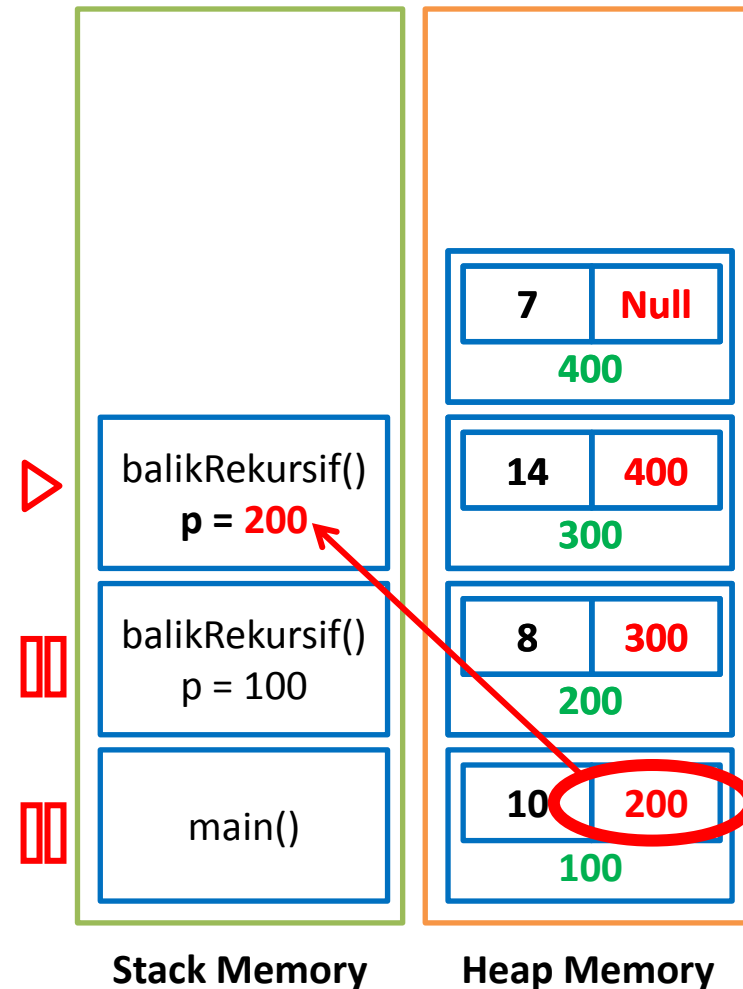 7 Null
400
balikRekursif()
p = 200
14 400
300
balikRekursif()
p = 100
8 300
200
main()
10 200
100
Stack Memory
Heap Memory